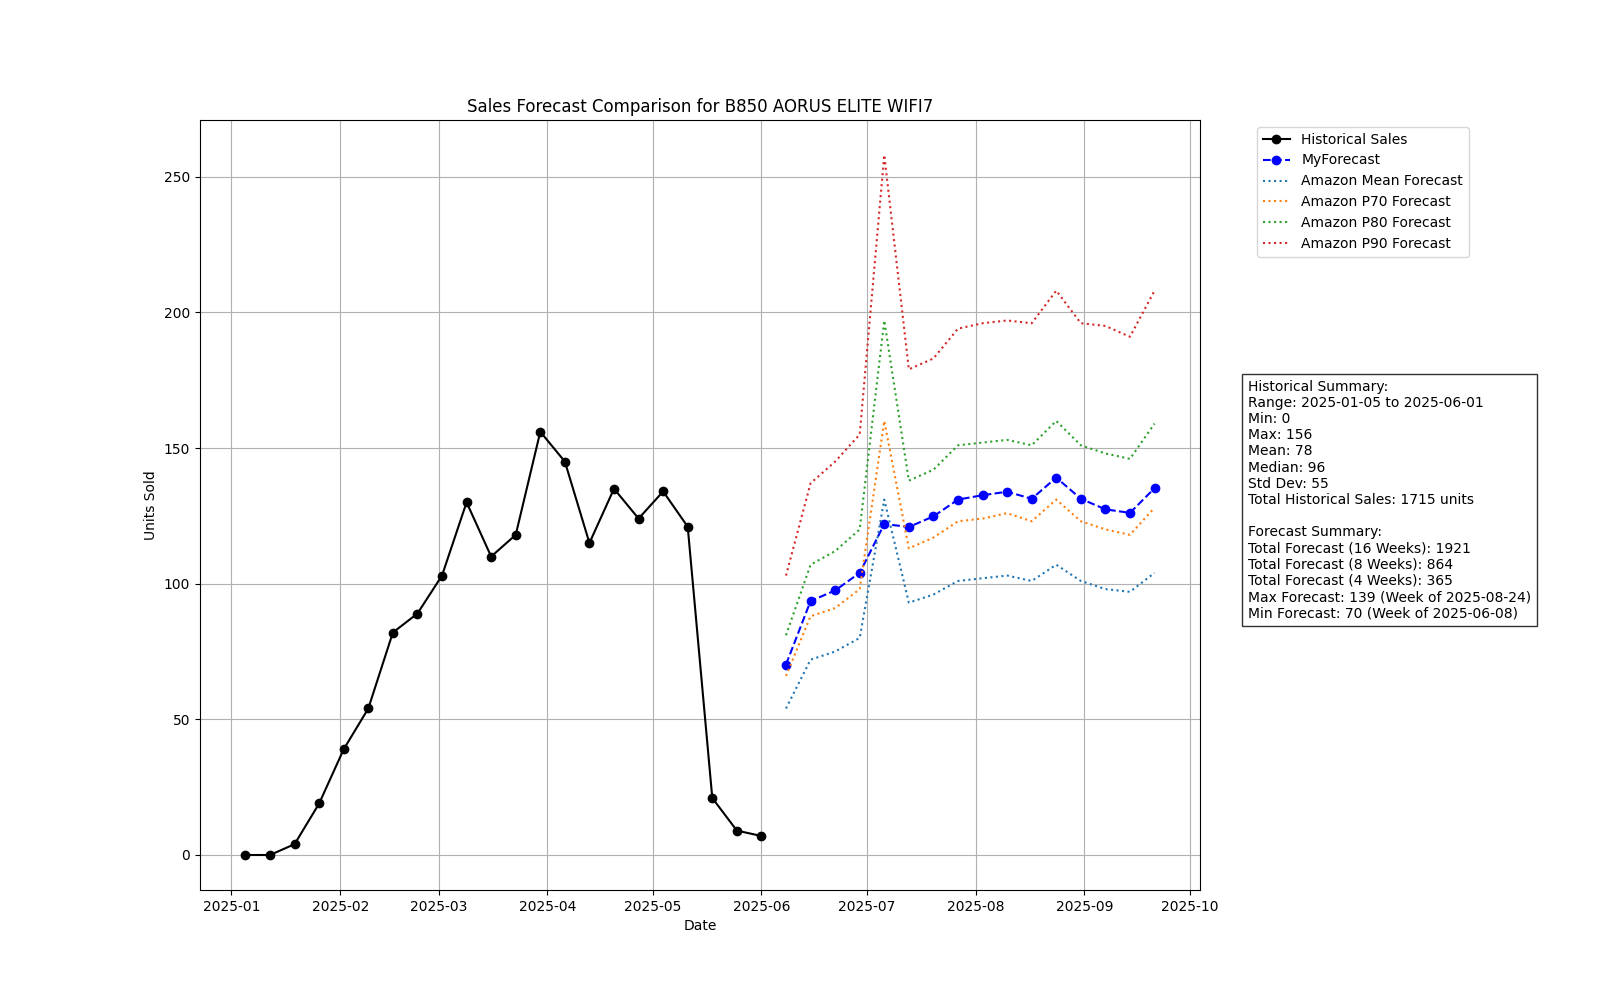 Sales Forecast Comparison for B850 AORUS ELITE WIFI7
Units Sold
250
200
150
100
50
0
2025-01
2025-02
2025-03
2025-04
2025-05
2025-06
2025-07
2025-08
2025-09
2025-10
Date
Historical Sales
MyForecast
Amazon Mean Forecast
Amazon P70 Forecast
Amazon P80 Forecast
Amazon P90 Forecast
Historical Summary:
Range: 2025-01-05 to 2025-06-01
Min: 0
Max: 156
Mean: 78
Median: 96
Std Dev: 55
Total Historical Sales: 1715 units
Forecast Summary:
Total Forecast (16 Weeks): 1921
Total Forecast (8 Weeks): 864
Total Forecast (4 Weeks): 365
Max Forecast: 139 (Week of 2025-08-24)
Min Forecast: 70 (Week of 2025-06-08)